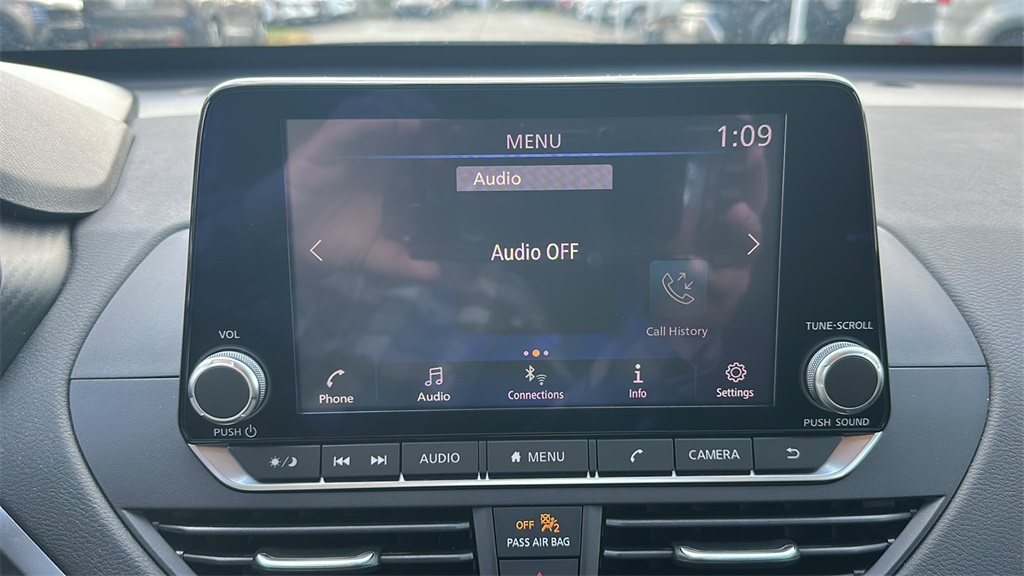 MENU
1:09
Audio
Audio OFF
Call History
Phone
Audio
Connections
Info
Settings
VOL
PUSH
TUNE·SCROLL
PUSH SOUND
AUDIO
MENU
CAMERA
OFF 2
PASS AIR BAG